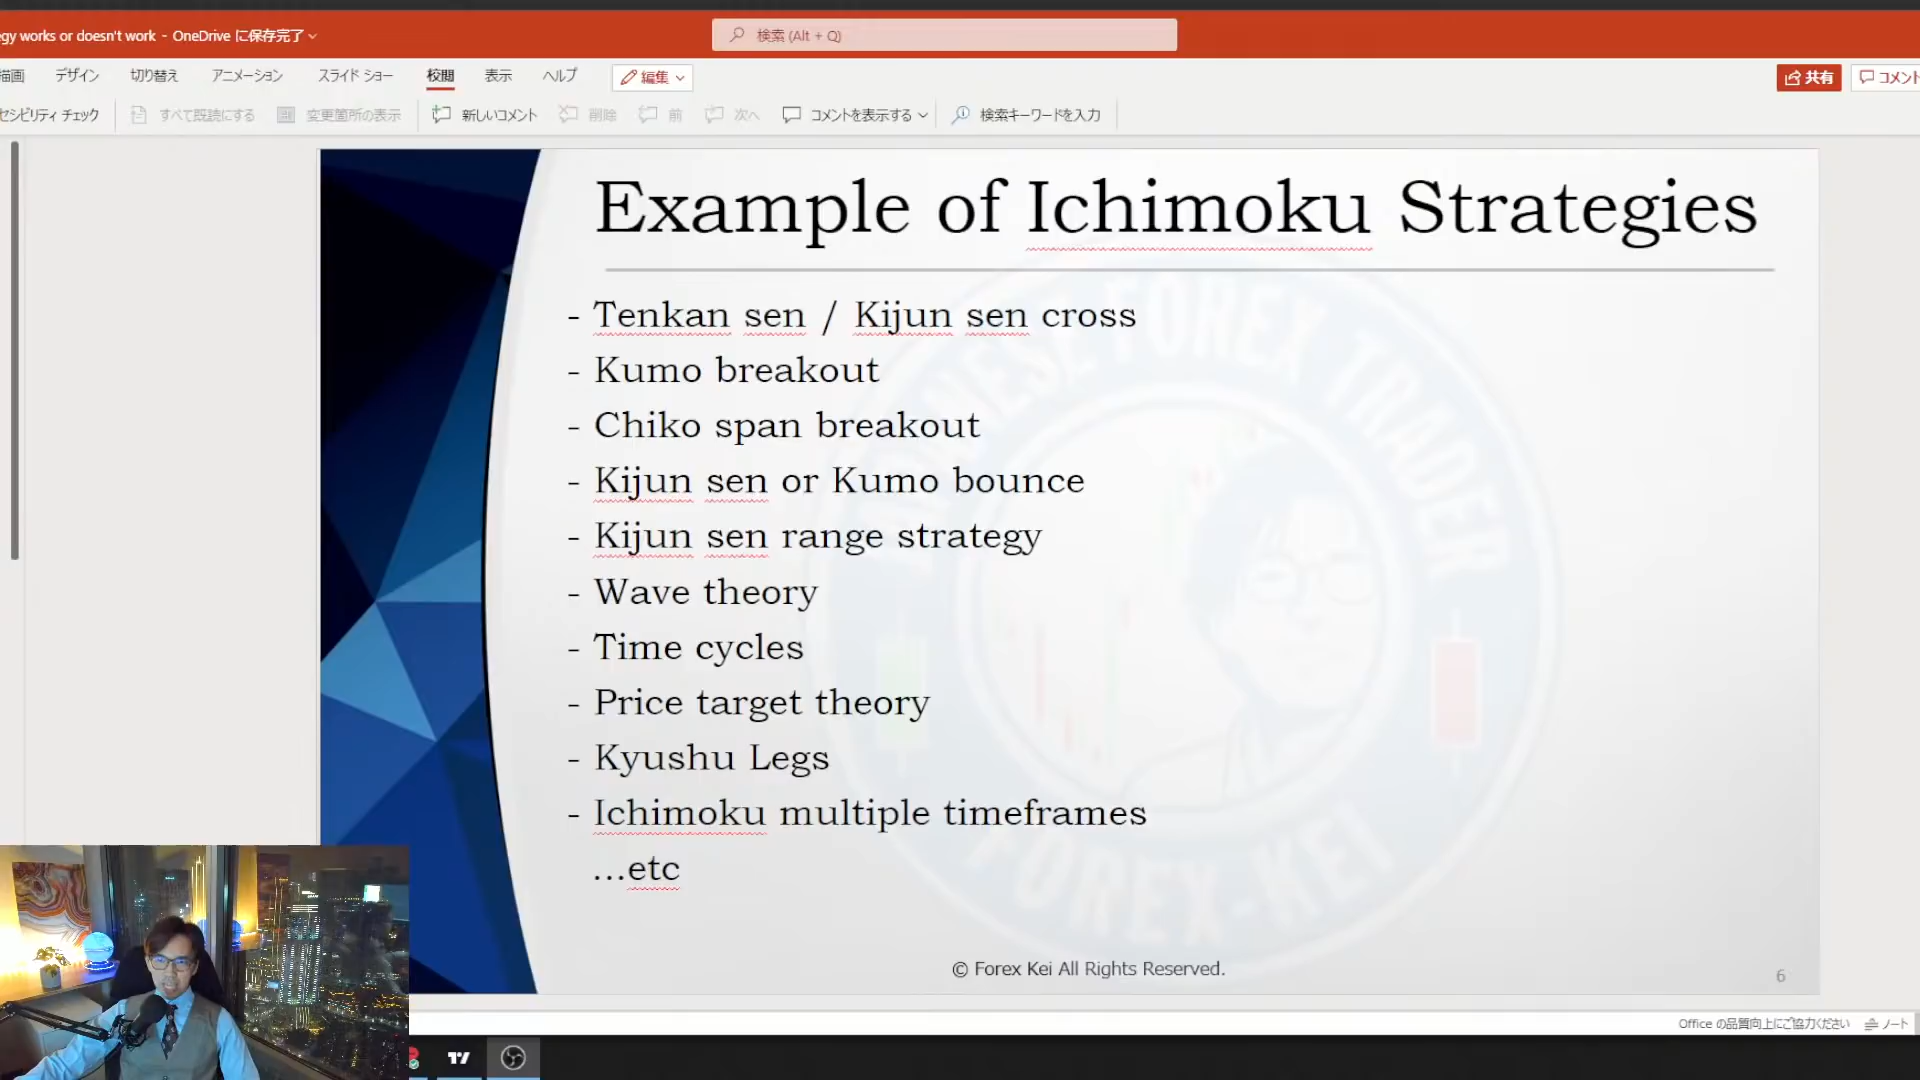 gy works or doesn't work - OneDrive に保存完了
検索 (Alt + Q)
描画 デザイン 切り替え アニメーション スライド ショー 校閲 表示 ヘルプ 編集 共有 コメント
セシビリティ チェック すべて既読にする 変更箇所の表示 新しいコメント 削除 前 次へ コメントを表示する 検索キーワードを入力
Example of Ichimoku Strategies
- Tenkan sen / Kijun sen cross
- Kumo breakout
- Chiko span breakout
- Kijun sen or Kumo bounce
- Kijun sen range strategy
- Wave theory
- Time cycles
- Price target theory
- Kyushu Legs
- Ichimoku multiple timeframes
...etc
JAPANESE FOREX TRADER
FOREX-KEI
© Forex Kei All Rights Reserved.
6
Office の品質向上にご協力ください ノート